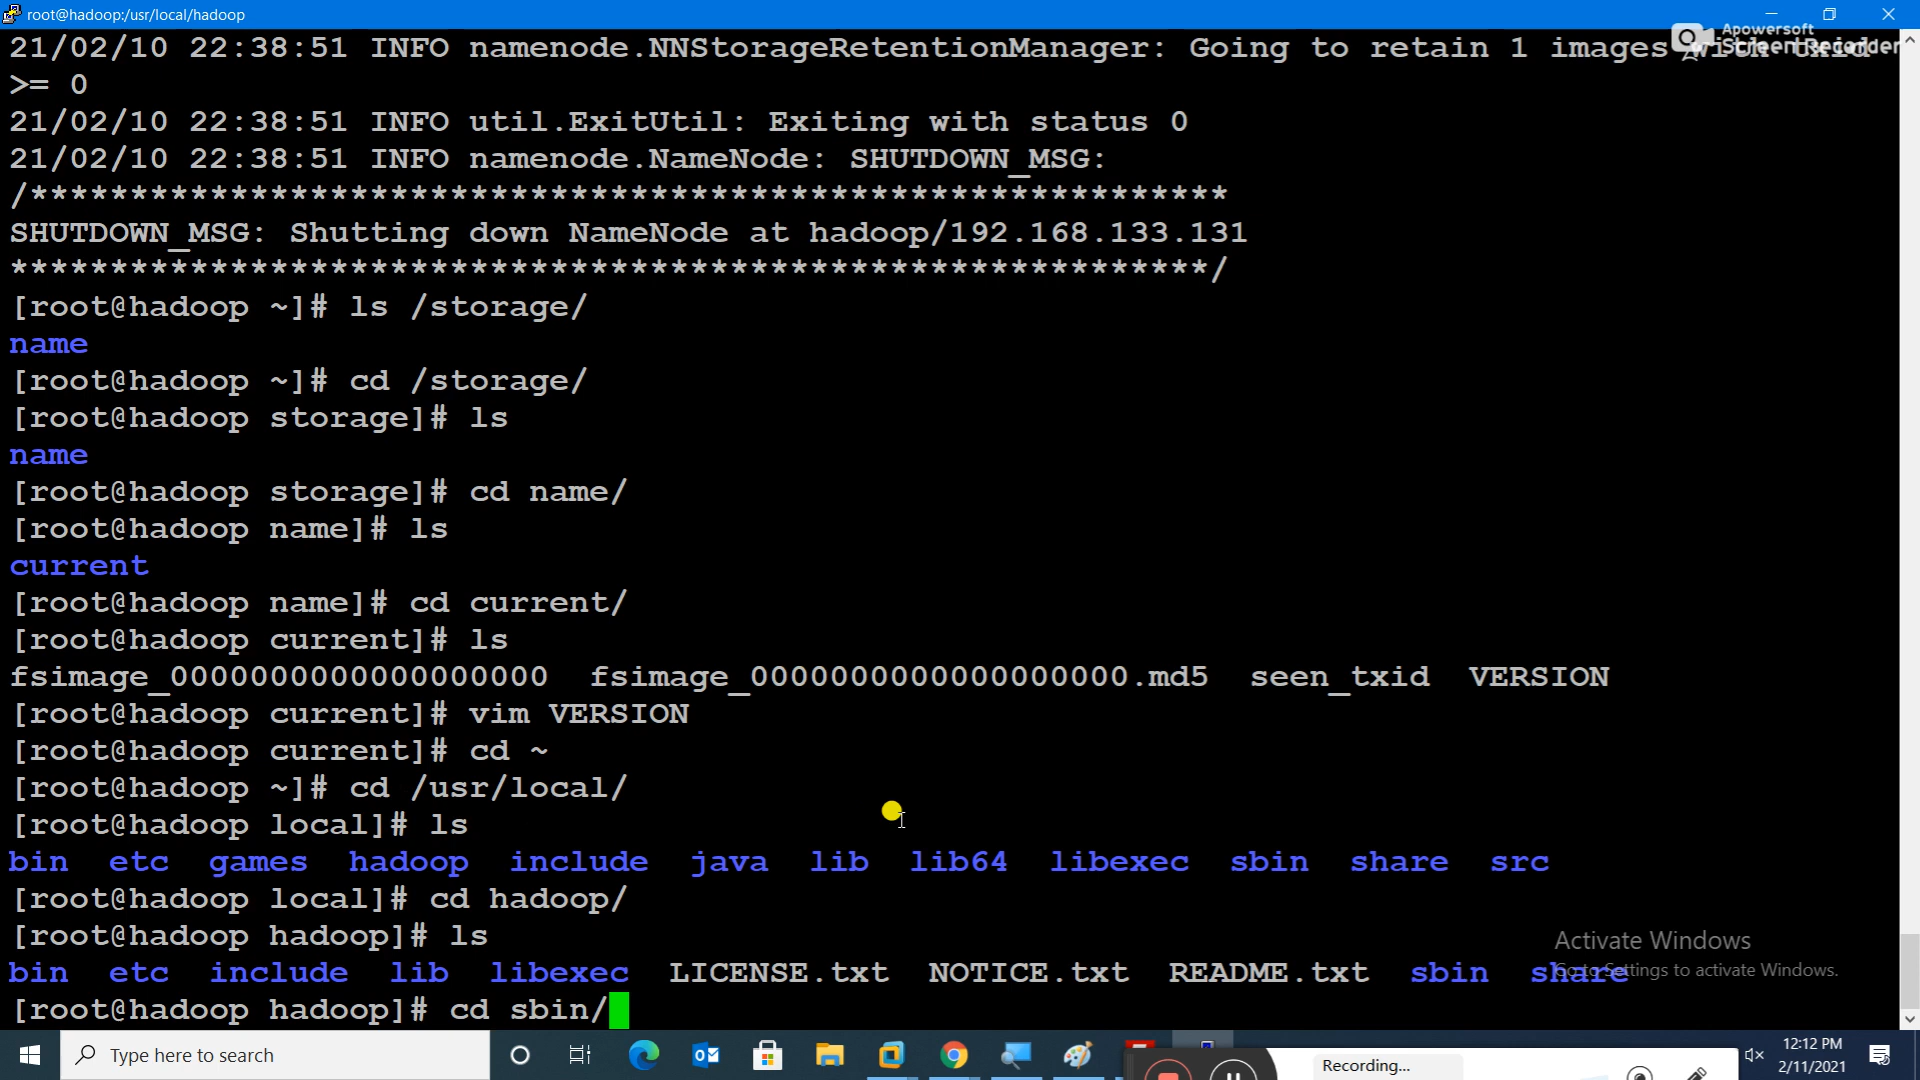 root@hadoop:/usr/local/hadoop
Apowersoft
Screen Recorder
21/02/10 22:38:51 INFO namenode.NNStorageRetentionManager: Going to retain 1 images with txid
>= 0
21/02/10 22:38:51 INFO util.ExitUtil: Exiting with status 0
21/02/10 22:38:51 INFO namenode.NameNode: SHUTDOWN_MSG:
/************************************************************
SHUTDOWN_MSG: Shutting down NameNode at hadoop/192.168.133.131
************************************************************/
[root@hadoop ~]# ls /storage/
name
[root@hadoop ~]# cd /storage/
[root@hadoop storage]# ls
name
[root@hadoop storage]# cd name/
[root@hadoop name]# ls
current
[root@hadoop name]# cd current/
[root@hadoop current]# ls
fsimage_0000000000000000000  fsimage_0000000000000000000.md5  seen_txid  VERSION
[root@hadoop current]# vim VERSION
[root@hadoop current]# cd ~
[root@hadoop ~]# cd /usr/local/
[root@hadoop local]# ls
bin  etc  games  hadoop  include  java  lib  lib64  libexec  sbin  share  src
[root@hadoop local]# cd hadoop/
[root@hadoop hadoop]# ls
bin  etc  include  lib  libexec  LICENSE.txt  NOTICE.txt  README.txt  sbin  share
[root@hadoop hadoop]# cd sbin/
Activate Windows
Go to Settings to activate Windows.
Type here to search
Recording...
12:12 PM
2/11/2021